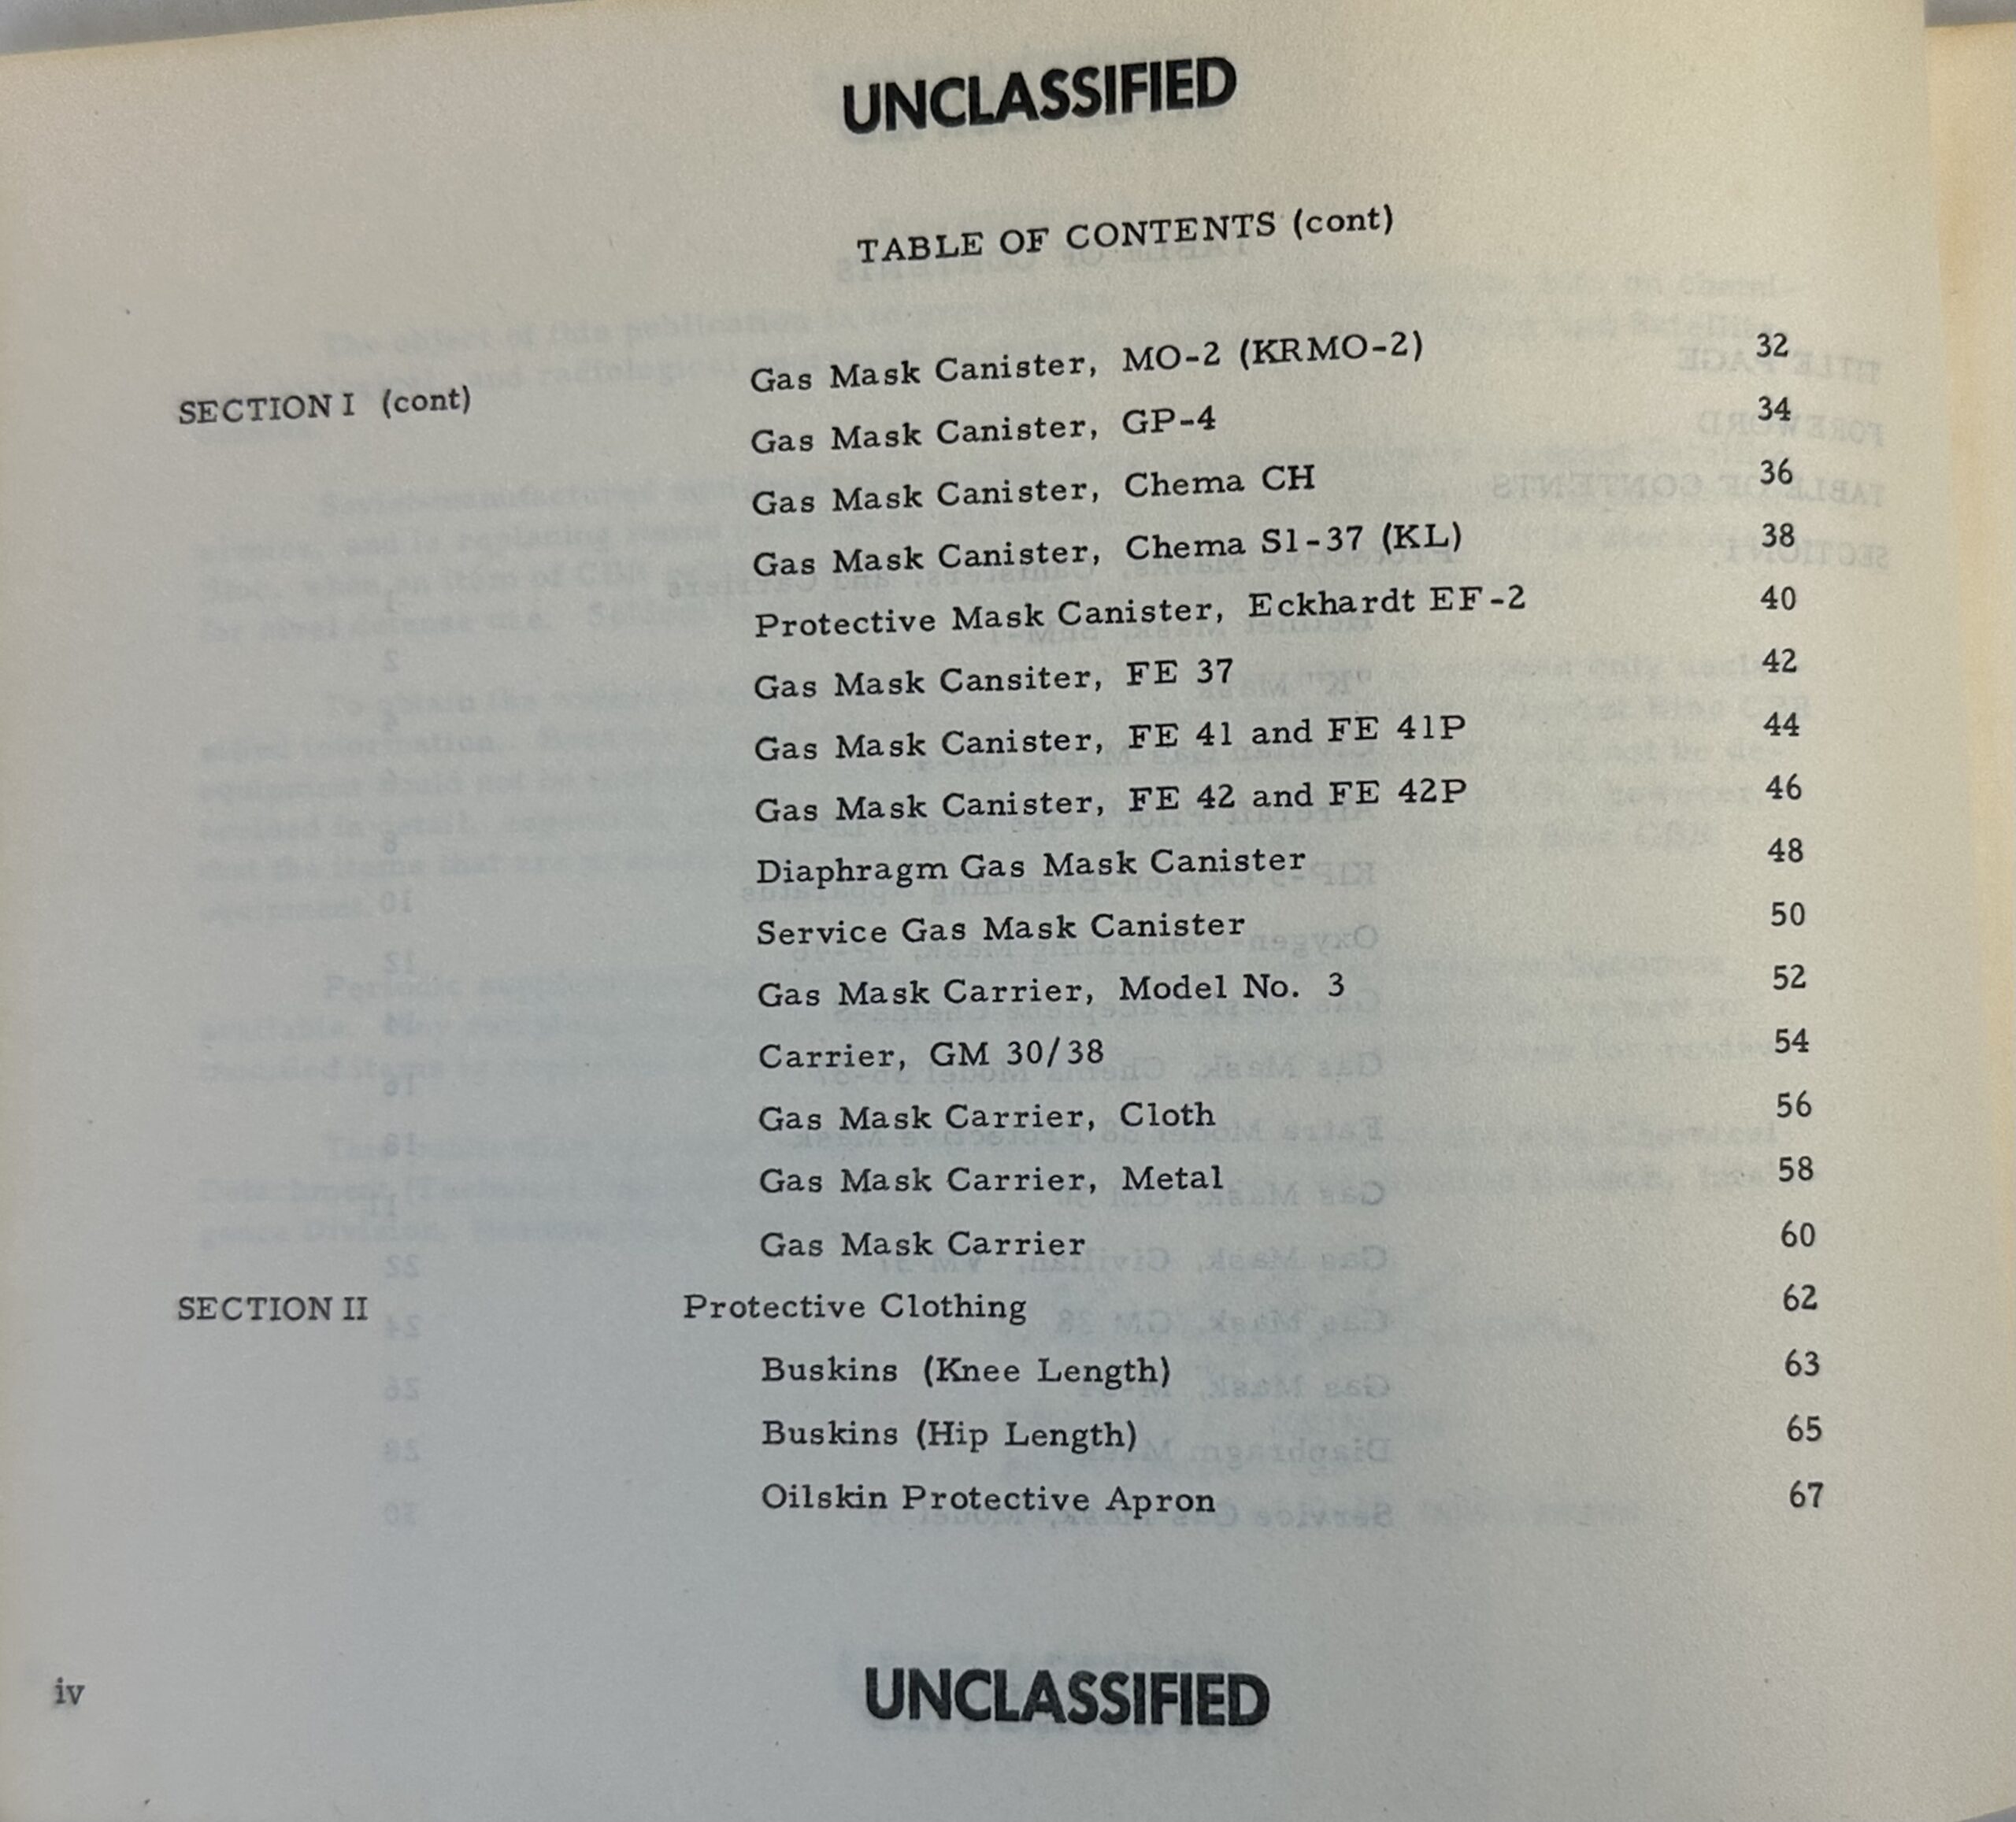 UNCLASSIFIED
TABLE OF CONTENTS (cont)
SECTION I (cont) Gas Mask Canister, MO-2 (KRMO-2) 32
Gas Mask Canister, GP-4 34
Gas Mask Canister, Chema CH 36
Gas Mask Canister, Chema S1-37 (KL) 38
Protective Mask Canister, Eckhardt EF-2 40
Gas Mask Cansiter, FE 37 42
Gas Mask Canister, FE 41 and FE 41P 44
Gas Mask Canister, FE 42 and FE 42P 46
Diaphragm Gas Mask Canister 48
Service Gas Mask Canister 50
Gas Mask Carrier, Model No. 3 52
Carrier, GM 30/38 54
Gas Mask Carrier, Cloth 56
Gas Mask Carrier, Metal 58
Gas Mask Carrier 60
SECTION II Protective Clothing 62
Buskins (Knee Length) 63
Buskins (Hip Length) 65
Oilskin Protective Apron 67
iv UNCLASSIFIED